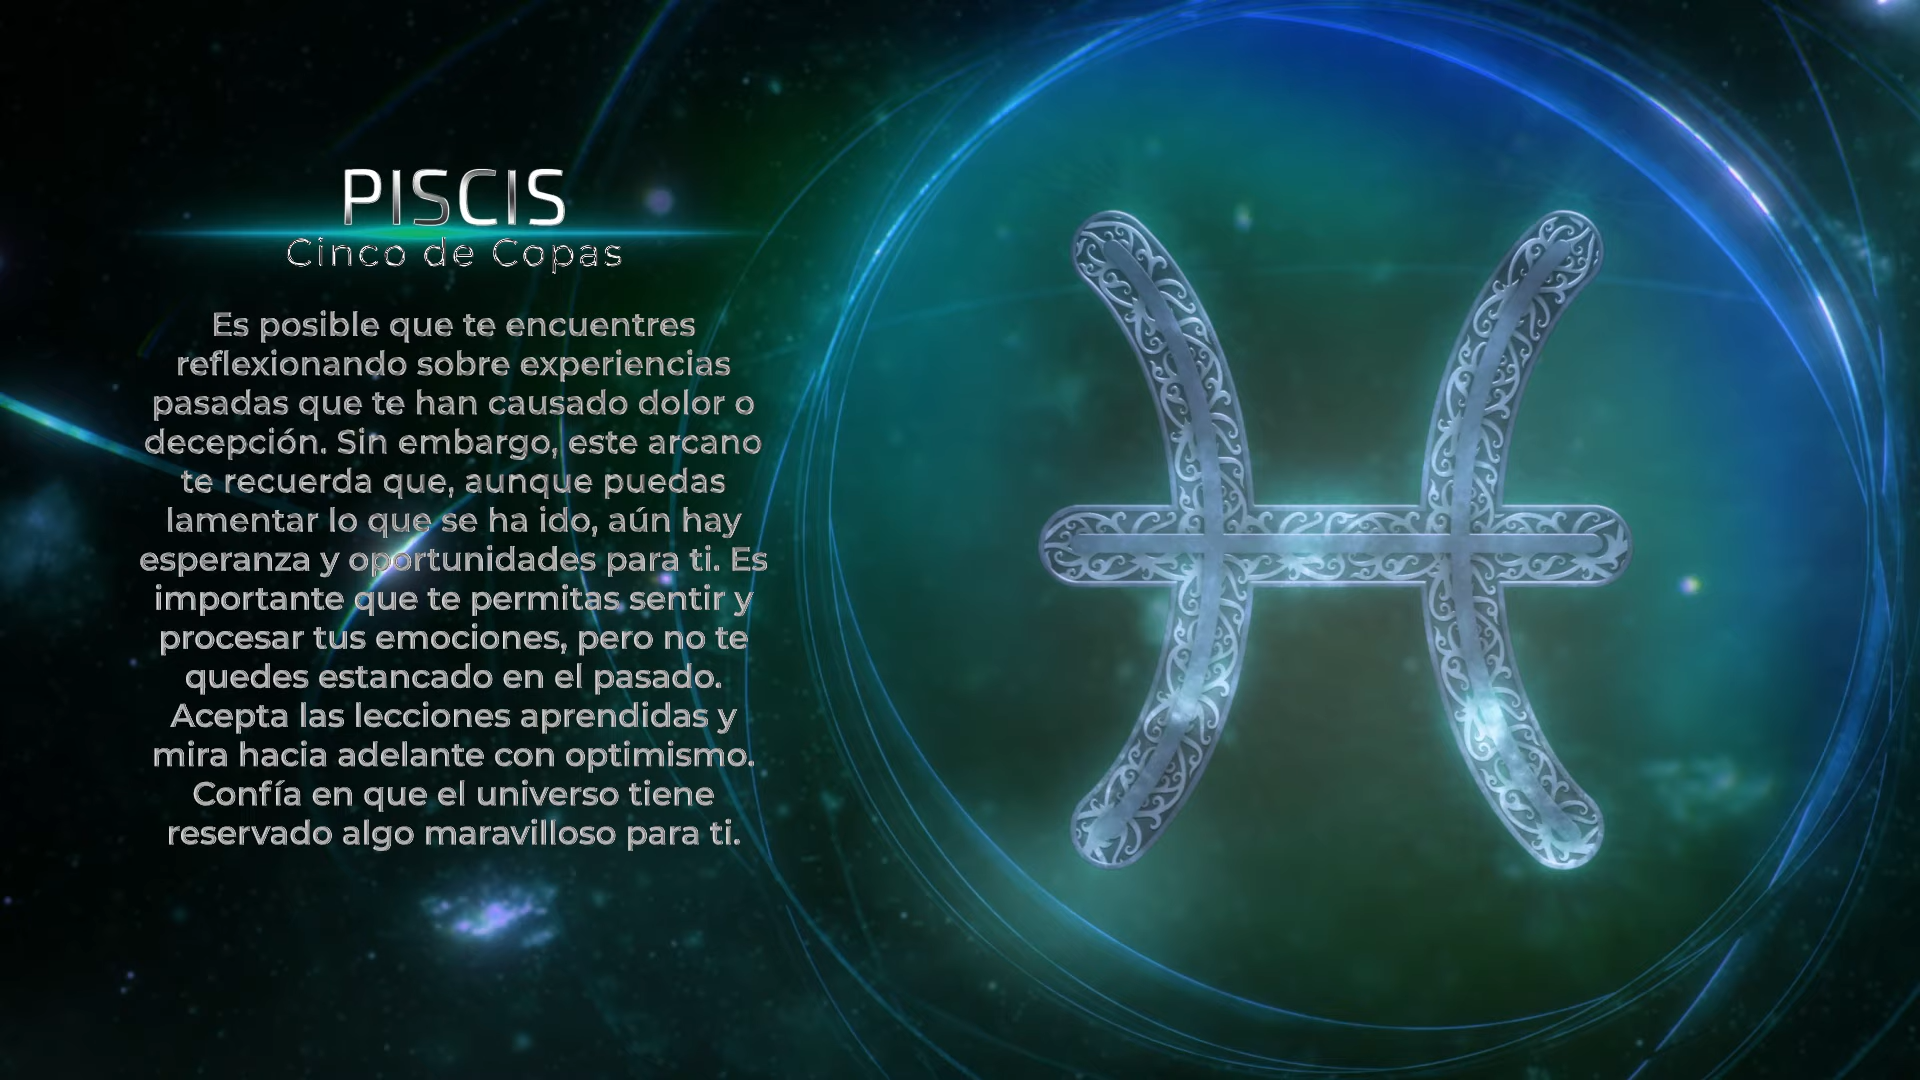 PISCIS
Cinco de Copas
Es posible que te encuentres
reflexionando sobre experiencias
pasadas que te han causado dolor o
decepción. Sin embargo, este arcano
te recuerda que, aunque puedas
lamentar lo que se ha ido, aún hay
esperanza y oportunidades para ti. Es
importante que te permitas sentir y
procesar tus emociones, pero no te
quedes estancado en el pasado.
Acepta las lecciones aprendidas y
mira hacia adelante con optimismo.
Confía en que el universo tiene
reservado algo maravilloso para ti.